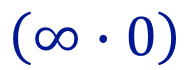 (∞ · 0)